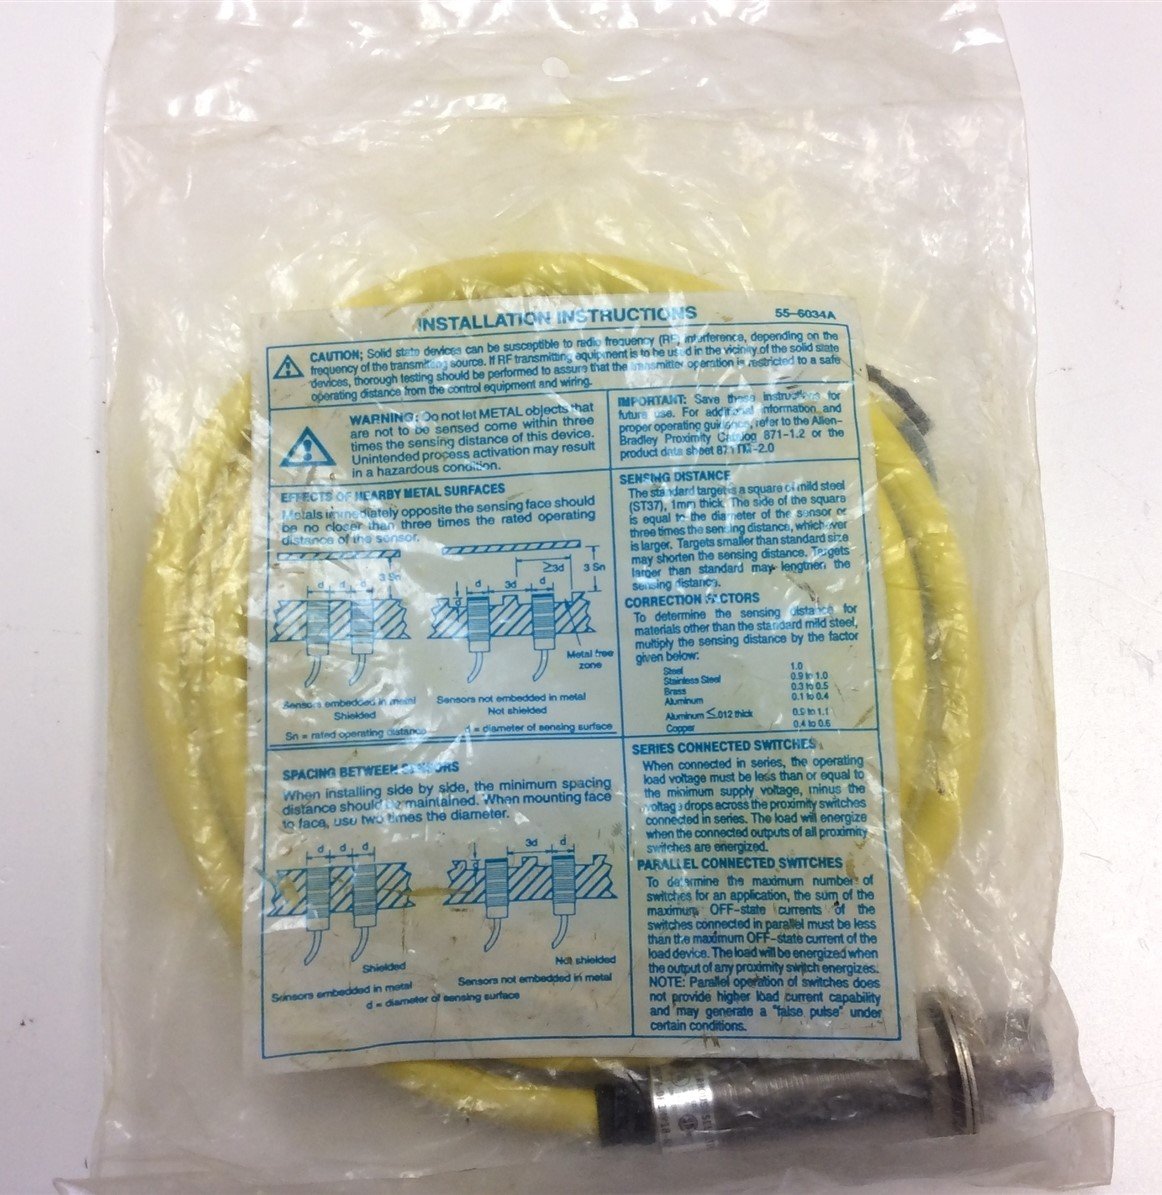 INSTALLATION INSTRUCTIONS 55-6034A
CAUTION; Solid state devices can be susceptible to radio frequency (RF) interference, depending on the
frequency of the transmitting source. If RF transmitting equipment is to be used in the vicinity of the solid state
devices, thorough testing should be performed to assure that the transmitter operation is restricted to a safe
operating distance from the control equipment and wiring.
WARNING: Do not let METAL objects that
are not to be sensed come within three
times the sensing distance of this device.
Unintended process activation may result
in a hazardous condition.
EFFECTS OF NEARBY METAL SURFACES
Metals immediately opposite the sensing face should
be no closer than three times the rated operating
distance of the sensor.
d d d 3 Sn
d 3d d ≥3d 3 Sn
d
Metal free
zone
Sensors embedded in metal
Shielded
Sensors not embedded in metal
Not shielded
Sn = rated operating distance
d = diameter of sensing surface
SPACING BETWEEN SENSORS
When installing side by side, the minimum spacing
distance should be maintained. When mounting face
to face, use two times the diameter.
d d d
d 3d d
Shielded
Sensors embedded in metal
Not shielded
Sensors not embedded in metal
d = diameter of sensing surface
IMPORTANT: Save these instructions for
future use. For additional information and
proper operating guidance, refer to the Allen-
Bradley Proximity Catalog 871-1.2 or the
product data sheet 871TM-2.0
SENSING DISTANCE
The standard target is a square of mild steel
(ST37), 1mm thick. The side of the square
is equal to the diameter of the sensor or
three times the sensing distance, whichever
is larger. Targets smaller than standard size
may shorten the sensing distance. Targets
larger than standard may lengthen the
sensing distance.
CORRECTION FACTORS
To determine the sensing distance for
materials other than the standard mild steel,
multiply the sensing distance by the factor
given below:
Steel 1.0
Stainless Steel 0.9 to 1.0
Brass 0.3 to 0.5
Aluminum 0.1 to 0.4
Aluminum ≤.012 thick 0.9 to 1.1
Copper 0.4 to 0.6
SERIES CONNECTED SWITCHES
When connected in series, the operating
load voltage must be less than or equal to
the minimum supply voltage, minus the
voltage drops across the proximity switches
connected in series. The load will energize
when the connected outputs of all proximity
switches are energized.
PARALLEL CONNECTED SWITCHES
To determine the maximum number of
switches for an application, the sum of the
maximum OFF-state currents of the
switches connected in parallel must be less
than the maximum OFF-state current of the
load device. The load will be energized when
the output of any proximity switch energizes.
NOTE: Parallel operation of switches does
not provide higher load current capability
and may generate a "false pulse" under
certain conditions.